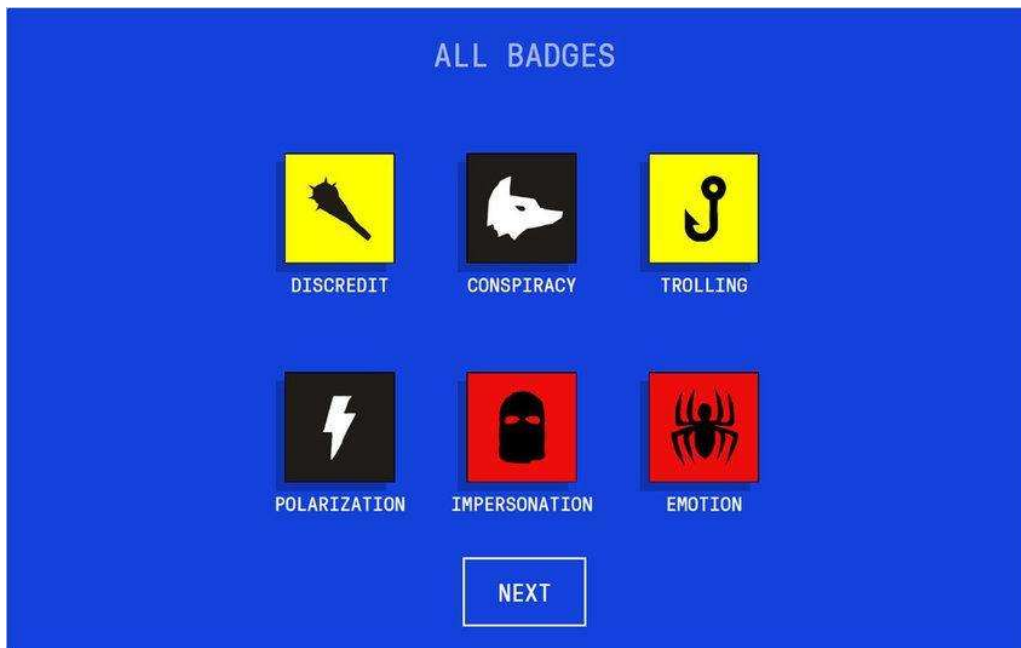 ALL BADGES
DISCREDIT CONSPIRACY TROLLING
POLARIZATION IMPERSONATION EMOTION
NEXT